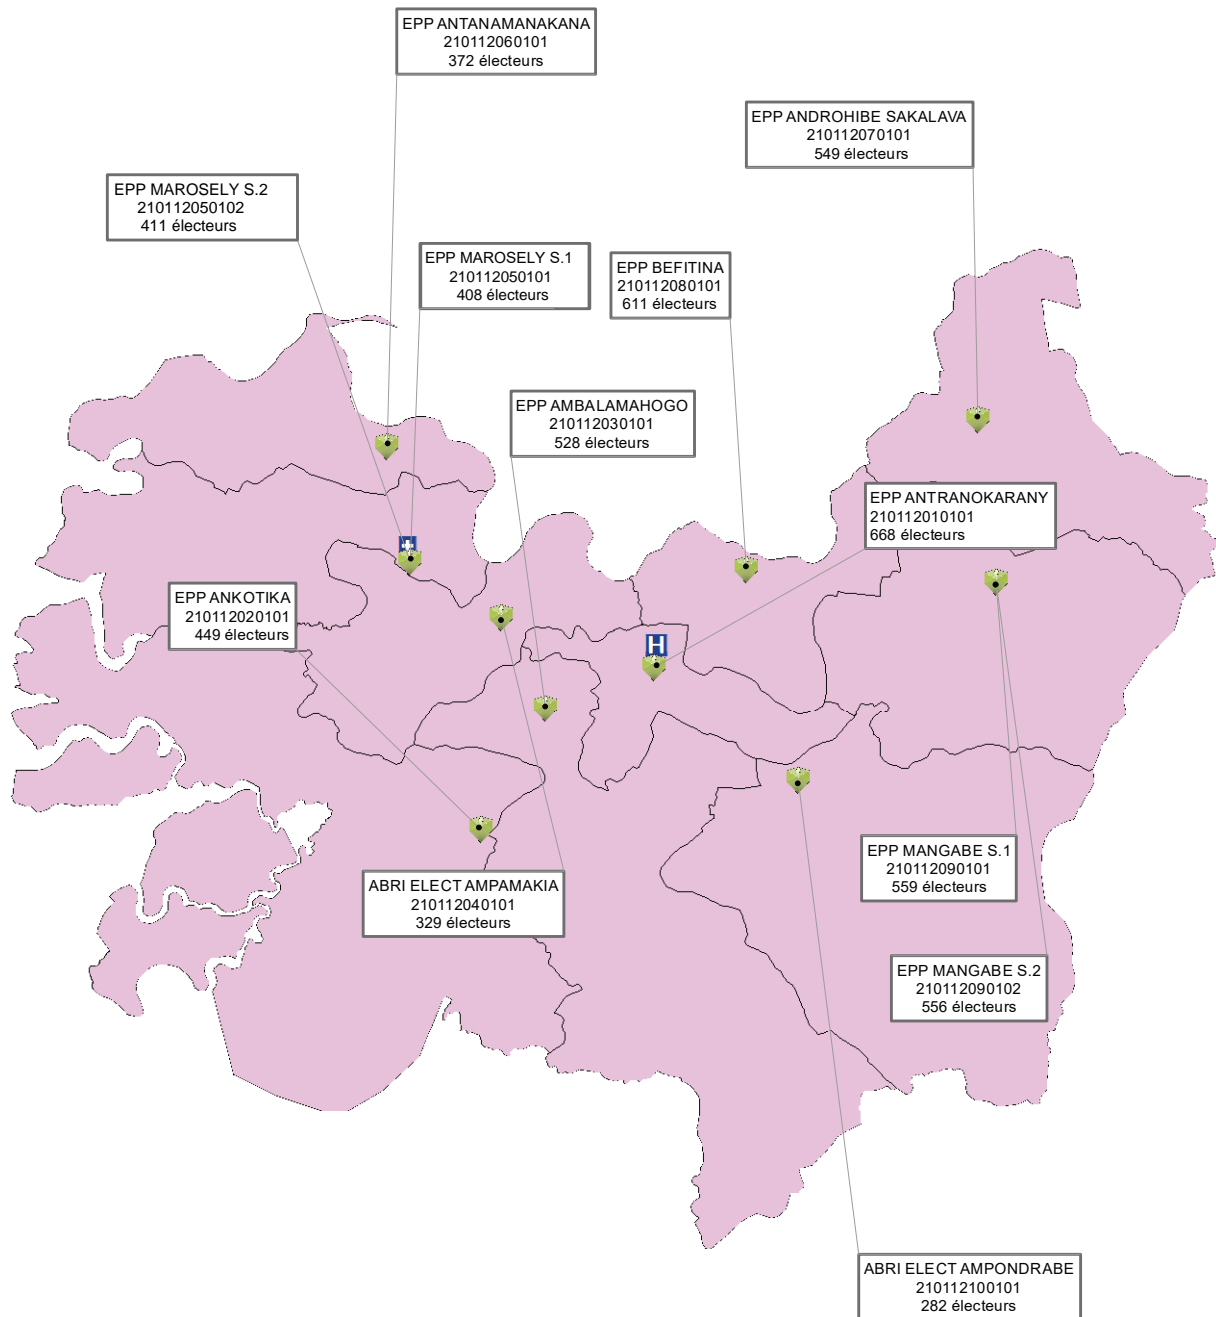 EPP ANTANAMANAKANA
210112060101
372 électeurs
EPP ANDROHIBE SAKALAVA
210112070101
549 électeurs
EPP MAROSELY S.2
210112050102
411 électeurs
EPP MAROSELY S.1
210112050101
408 électeurs
EPP BEFITINA
210112080101
611 électeurs
EPP AMBALAMAHOGO
210112030101
528 électeurs
EPP ANTRANOKARANY
210112010101
668 électeurs
EPP ANKOTIKA
210112020101
449 électeurs
H
EPP MANGABE S.1
210112090101
559 électeurs
ABRI ELECT AMPAMAKIA
210112040101
329 électeurs
EPP MANGABE S.2
210112090102
556 électeurs
ABRI ELECT AMPONDRABE
210112100101
282 électeurs